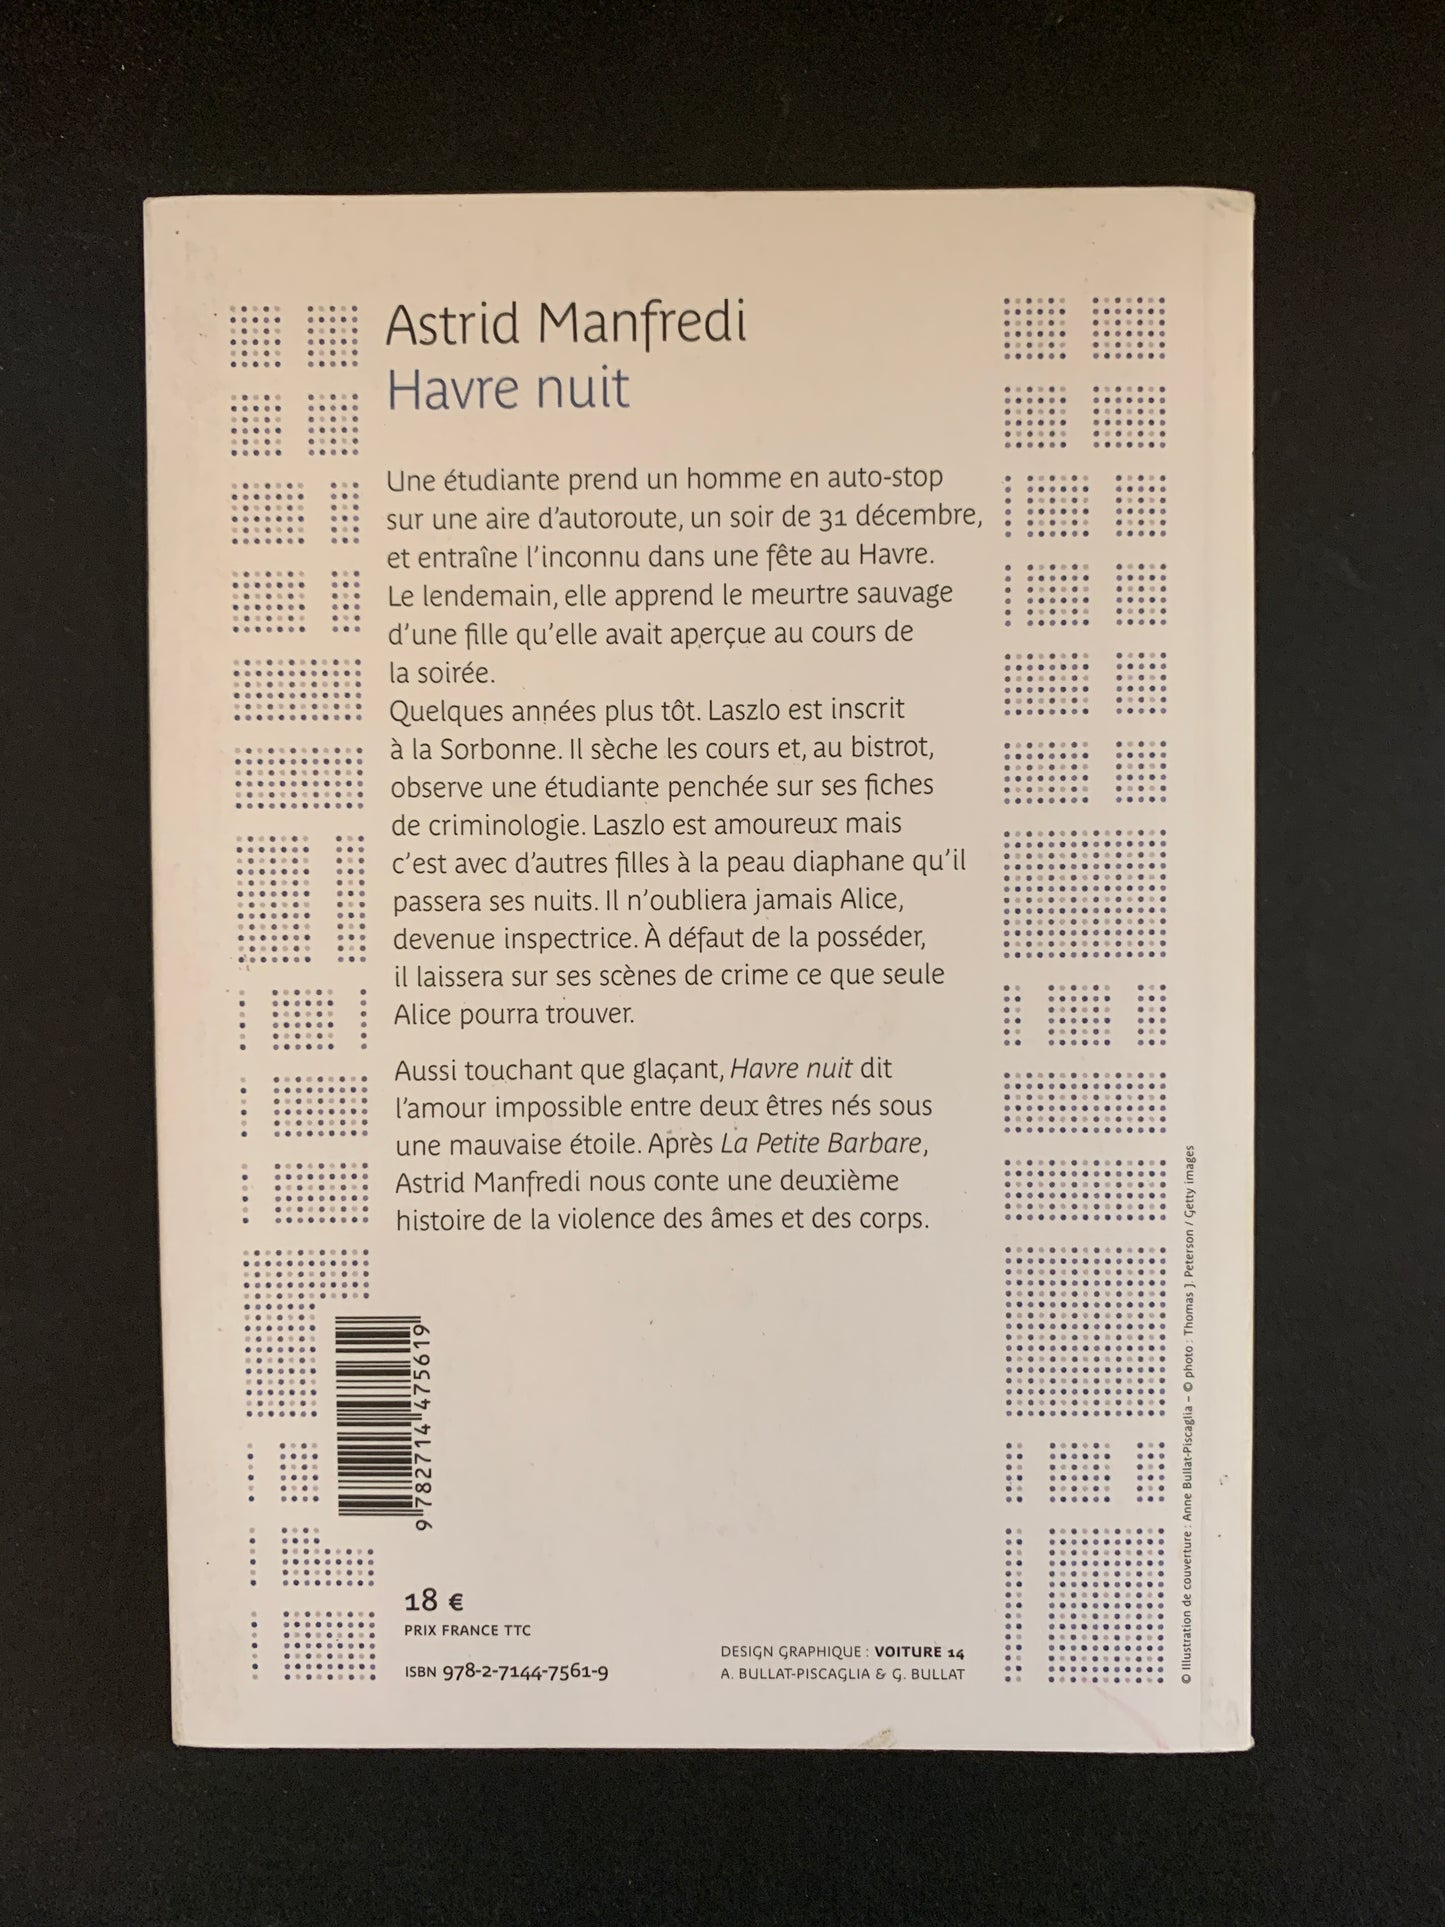 Astrid Manfredi
Havre nuit
Une étudiante prend un homme en auto-stop
sur une aire d'autoroute, un soir de 31 décembre,
et entraîne l'inconnu dans une fête au Havre.
Le lendemain, elle apprend le meurtre sauvage
d'une fille qu'elle avait aperçue au cours de
la soirée.
Quelques années plus tôt. Laszlo est inscrit
à la Sorbonne. Il sèche les cours et, au bistrot,
observe une étudiante penchée sur ses fiches
de criminologie. Laszlo est amoureux mais
c'est avec d'autres filles à la peau diaphane qu'il
passera ses nuits. Il n'oubliera jamais Alice,
devenue inspectrice. À défaut de la posséder,
il laissera sur ses scènes de crime ce que seule
Alice pourra trouver.
Aussi touchant que glaçant, Havre nuit dit
l'amour impossible entre deux êtres nés sous
une mauvaise étoile. Après La Petite Barbare,
Astrid Manfredi nous conte une deuxième
histoire de la violence des âmes et des corps.
9 782714 475619
18 €
PRIX FRANCE TTC
ISBN 978-2-7144-7561-9
DESIGN GRAPHIQUE : VOITURE 14
A. BULLAT-PISCAGLIA & G. BULLAT
© Illustration de couverture : Anne Bullat-Piscaglia – © photo : Thomas J. Peterson / Getty images